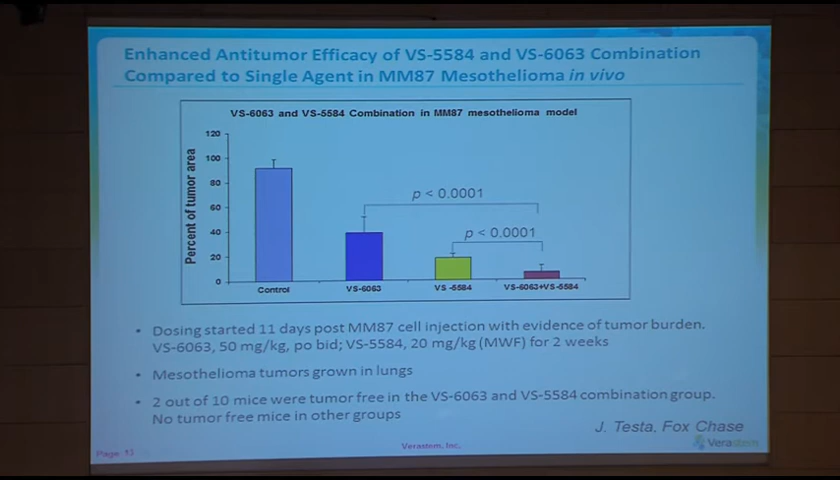 Enhanced Antitumor Efficacy of VS-5584 and VS-6063 Combination
Compared to Single Agent in MM87 Mesothelioma in vivo
VS-6063 and VS-5584 Combination in MM87 mesothelioma model
Percent of tumor area
120
100
80
60
40
20
0
p < 0.0001
p < 0.0001
Control
VS-6063
VS -5584
VS-6063+VS-5584
• Dosing started 11 days post MM87 cell injection with evidence of tumor burden.
VS-6063, 50 mg/kg, po bid; VS-5584, 20 mg/kg (MWF) for 2 weeks
• Mesothelioma tumors grown in lungs
• 2 out of 10 mice were tumor free in the VS-6063 and VS-5584 combination group.
No tumor free mice in other groups
J. Testa, Fox Chase
Verastem
Verastem, Inc.
Page 13